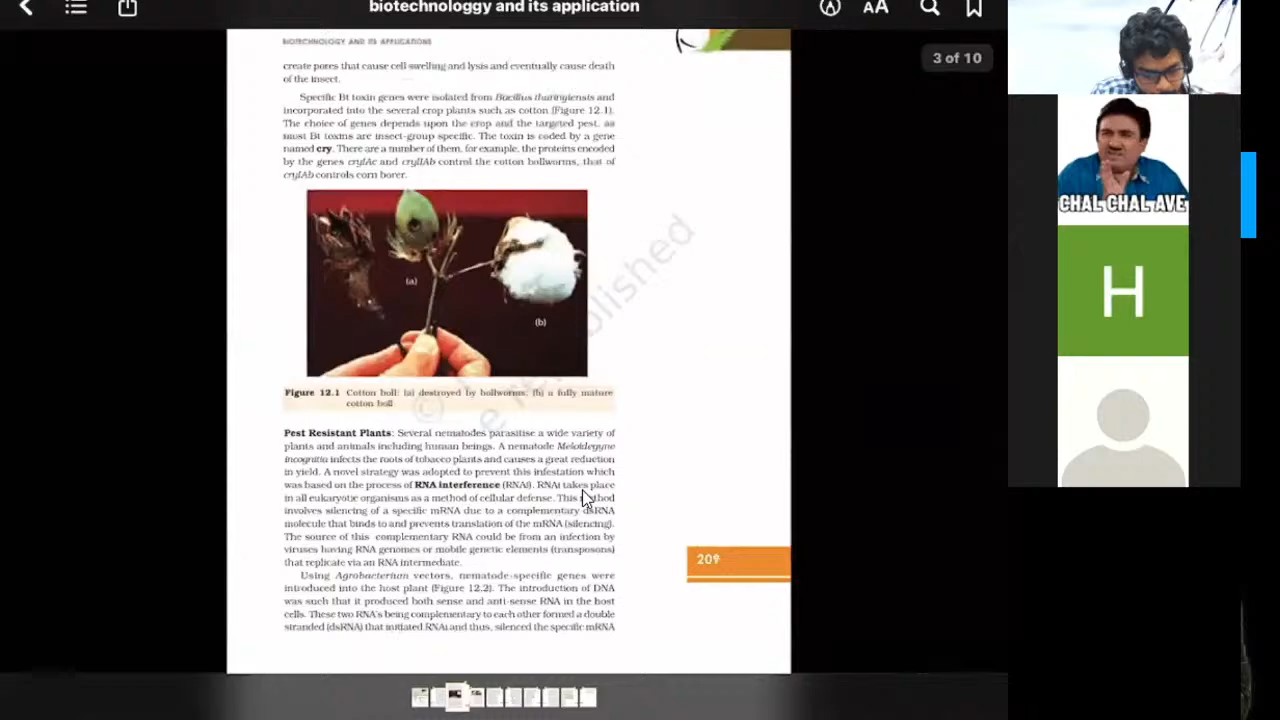 biotechnologgy and its application
AA
3 of 10
BIOTECHNOLOGY AND ITS APPLICATIONS
create pores that cause cell swelling and lysis and eventually cause death
of the insect.
Specific Bt toxin genes were isolated from Bacillus thuringiensis and
incorporated into the several crop plants such as cotton (Figure 12.1).
The choice of genes depends upon the crop and the targeted pest, as
most Bt toxins are insect-group specific. The toxin is coded by a gene
named cry. There are a number of them, for example, the proteins encoded
by the genes cryIAc and cryIIAb control the cotton bollworms, that of
cryIAb controls corn borer.
(a)
(b)
Figure 12.1 Cotton boll: (a) destroyed by bollworms; (b) a fully mature
cotton boll
Pest Resistant Plants: Several nematodes parasitise a wide variety of
plants and animals including human beings. A nematode Meloidegyne
incognitia infects the roots of tobacco plants and causes a great reduction
in yield. A novel strategy was adopted to prevent this infestation which
was based on the process of RNA interference (RNAi). RNAi takes place
in all eukaryotic organisms as a method of cellular defense. This method
involves silencing of a specific mRNA due to a complementary dsRNA
molecule that binds to and prevents translation of the mRNA (silencing).
The source of this complementary RNA could be from an infection by
viruses having RNA genomes or mobile genetic elements (transposons)
that replicate via an RNA intermediate.
Using Agrobacterium vectors, nematode-specific genes were
introduced into the host plant (Figure 12.2). The introduction of DNA
was such that it produced both sense and anti-sense RNA in the host
cells. These two RNA's being complementary to each other formed a double
stranded (dsRNA) that initiated RNAi and thus, silenced the specific mRNA
209
CHAL CHAL AVE
H